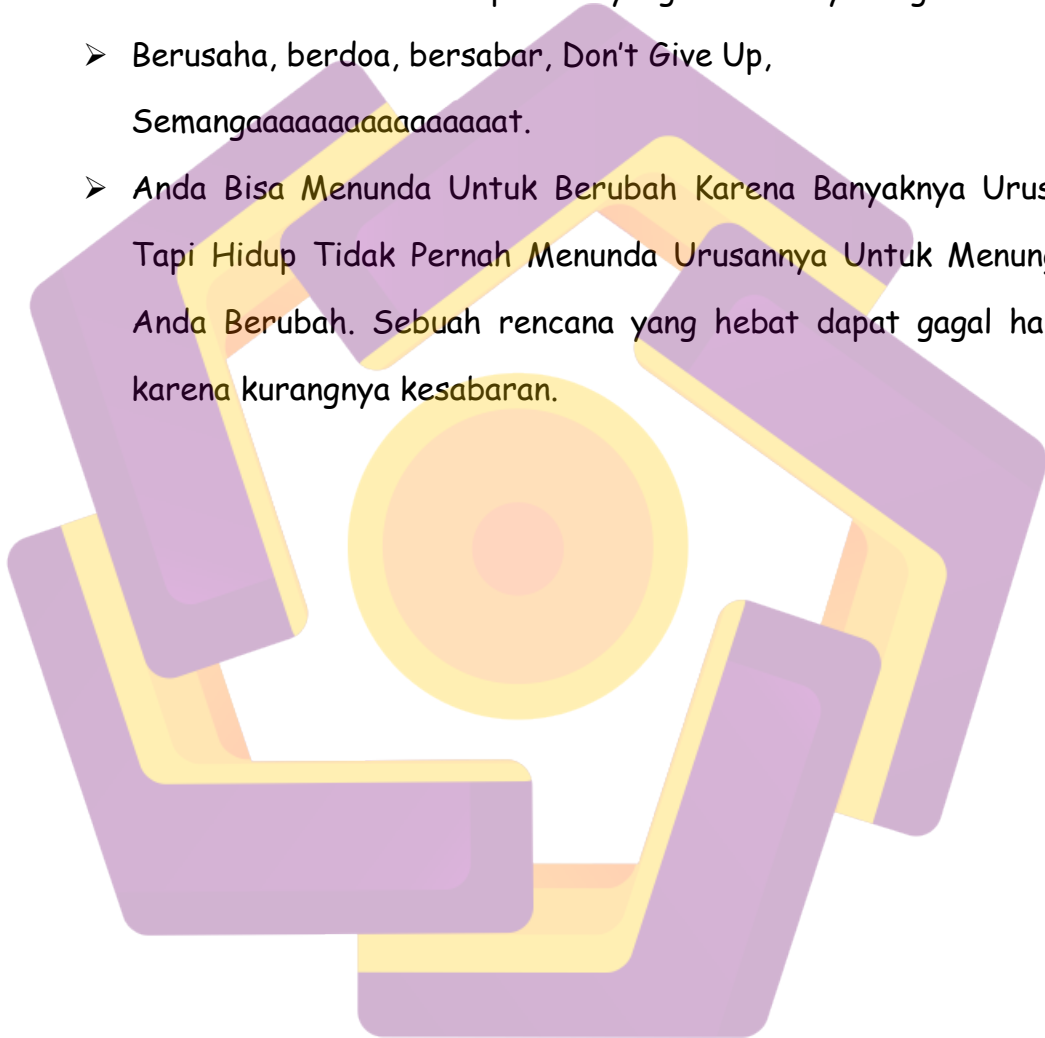 ➢ Berusaha, berdoa, bersabar, Don't Give Up,
Semangaaaaaaaaaaaaaaaaat.
➢ Anda Bisa Menunda Untuk Berubah Karena Banyaknya
Tapi Hidup Tidak Pernah Menunda Urusannya Untuk
Anda Berubah. Sebuah rencana yang hebat dapat gagal
karena kurangnya kesabaran.